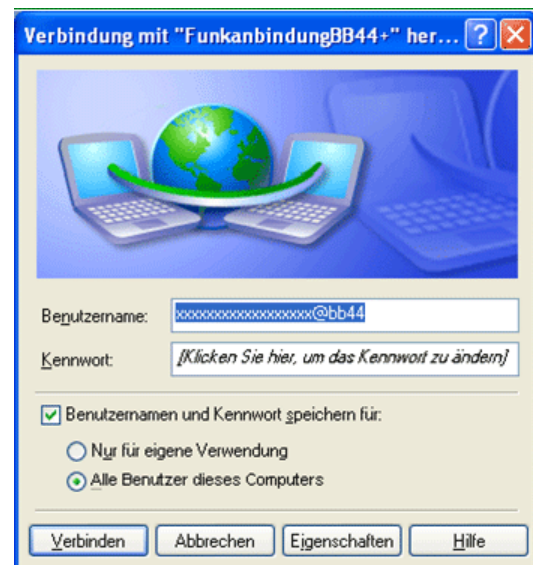 Verbindung mit "FunkanbindungBB44+" her...
Benutzername: xxxxxxxxxxxxxxxxxx@bb44
Kennwort: [Klicken Sie hier, um das Kennwort zu ändern]
Benutzernamen und Kennwort speichern für:
Nur für eigene Verwendung
Alle Benutzer dieses Computers
Verbinden Abbrechen Eigenschaften Hilfe